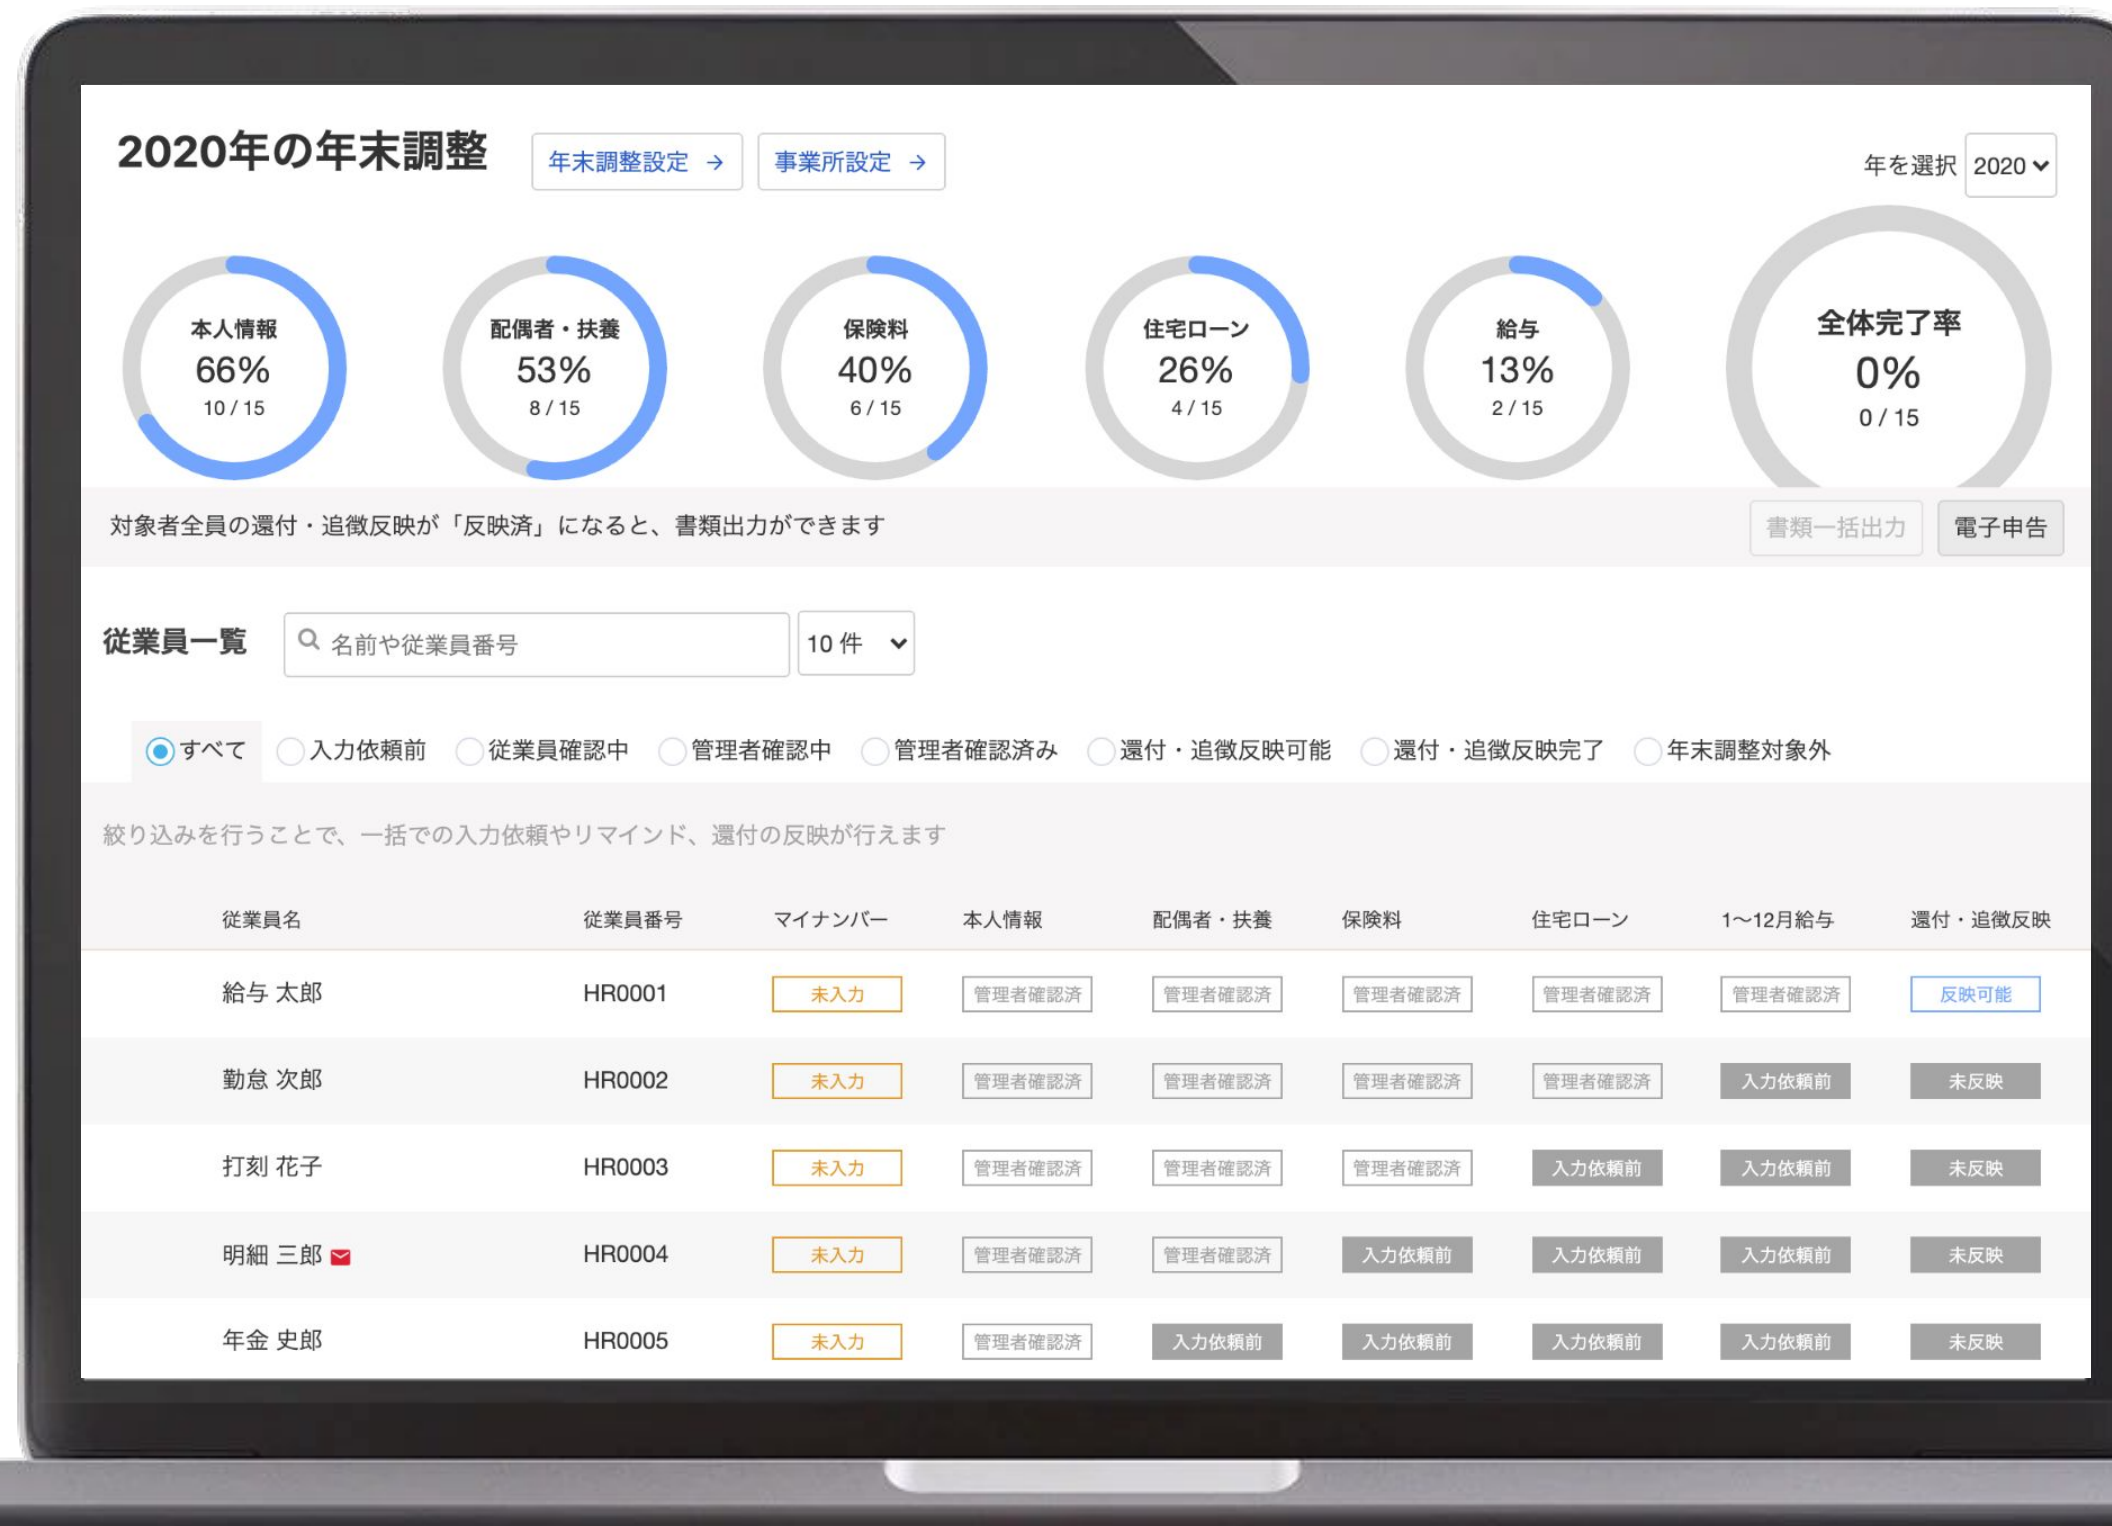 2020年の年末調整
年末調整設定 →
事業所設定 →
年を選択 2020
本人情報
66%
10 / 15
配偶者・扶養
53%
8 / 15
保険料
40%
6 / 15
住宅ローン
26%
4 / 15
給与
13%
2 / 15
全体完了率
0%
0 / 15
対象者全員の還付・追徴反映が「反映済」になると、書類出力ができます
書類一括出力
電子申告
従業員一覧
名前や従業員番号
10 件
すべて 入力依頼前 従業員確認中 管理者確認中 管理者確認済み 還付・追徴反映可能 還付・追徴反映完了 年末調整対象外
絞り込みを行うことで、一括での入力依頼やリマインド、還付の反映が行えます
従業員名 従業員番号 マイナンバー 本人情報 配偶者・扶養 保険料 住宅ローン 1〜12月給与 還付・追徴反映
給与 太郎 HR0001 未入力 管理者確認済 管理者確認済 管理者確認済 管理者確認済 管理者確認済 反映可能
勤怠 次郎 HR0002 未入力 管理者確認済 管理者確認済 管理者確認済 管理者確認済 入力依頼前 未反映
打刻 花子 HR0003 未入力 管理者確認済 管理者確認済 管理者確認済 入力依頼前 入力依頼前 未反映
明細 三郎 HR0004 未入力 管理者確認済 管理者確認済 入力依頼前 入力依頼前 入力依頼前 未反映
年金 史郎 HR0005 未入力 管理者確認済 入力依頼前 入力依頼前 入力依頼前 入力依頼前 未反映